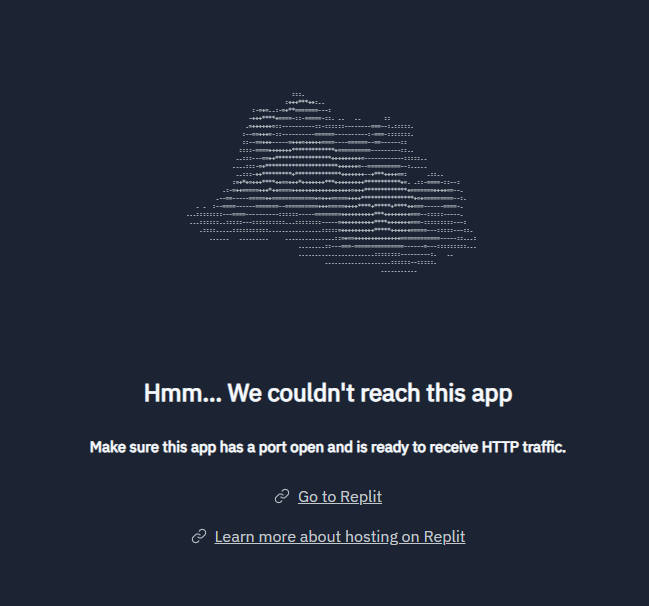 Hmm... We couldn't reach this app
Make sure this app has a port open and is ready to receive HTTP traffic.
Go to Replit
Learn more about hosting on Replit